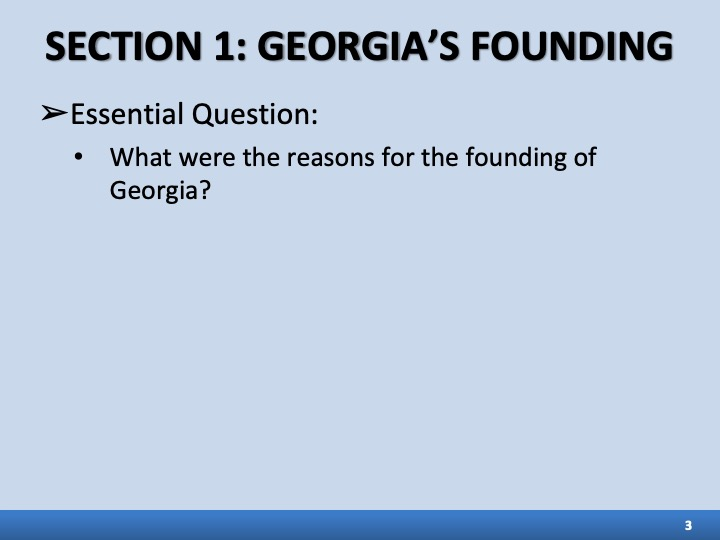 SECTION 1: GEORGIA’S FOUNDING
➢Essential Question:
• What were the reasons for the founding of
Georgia?
3